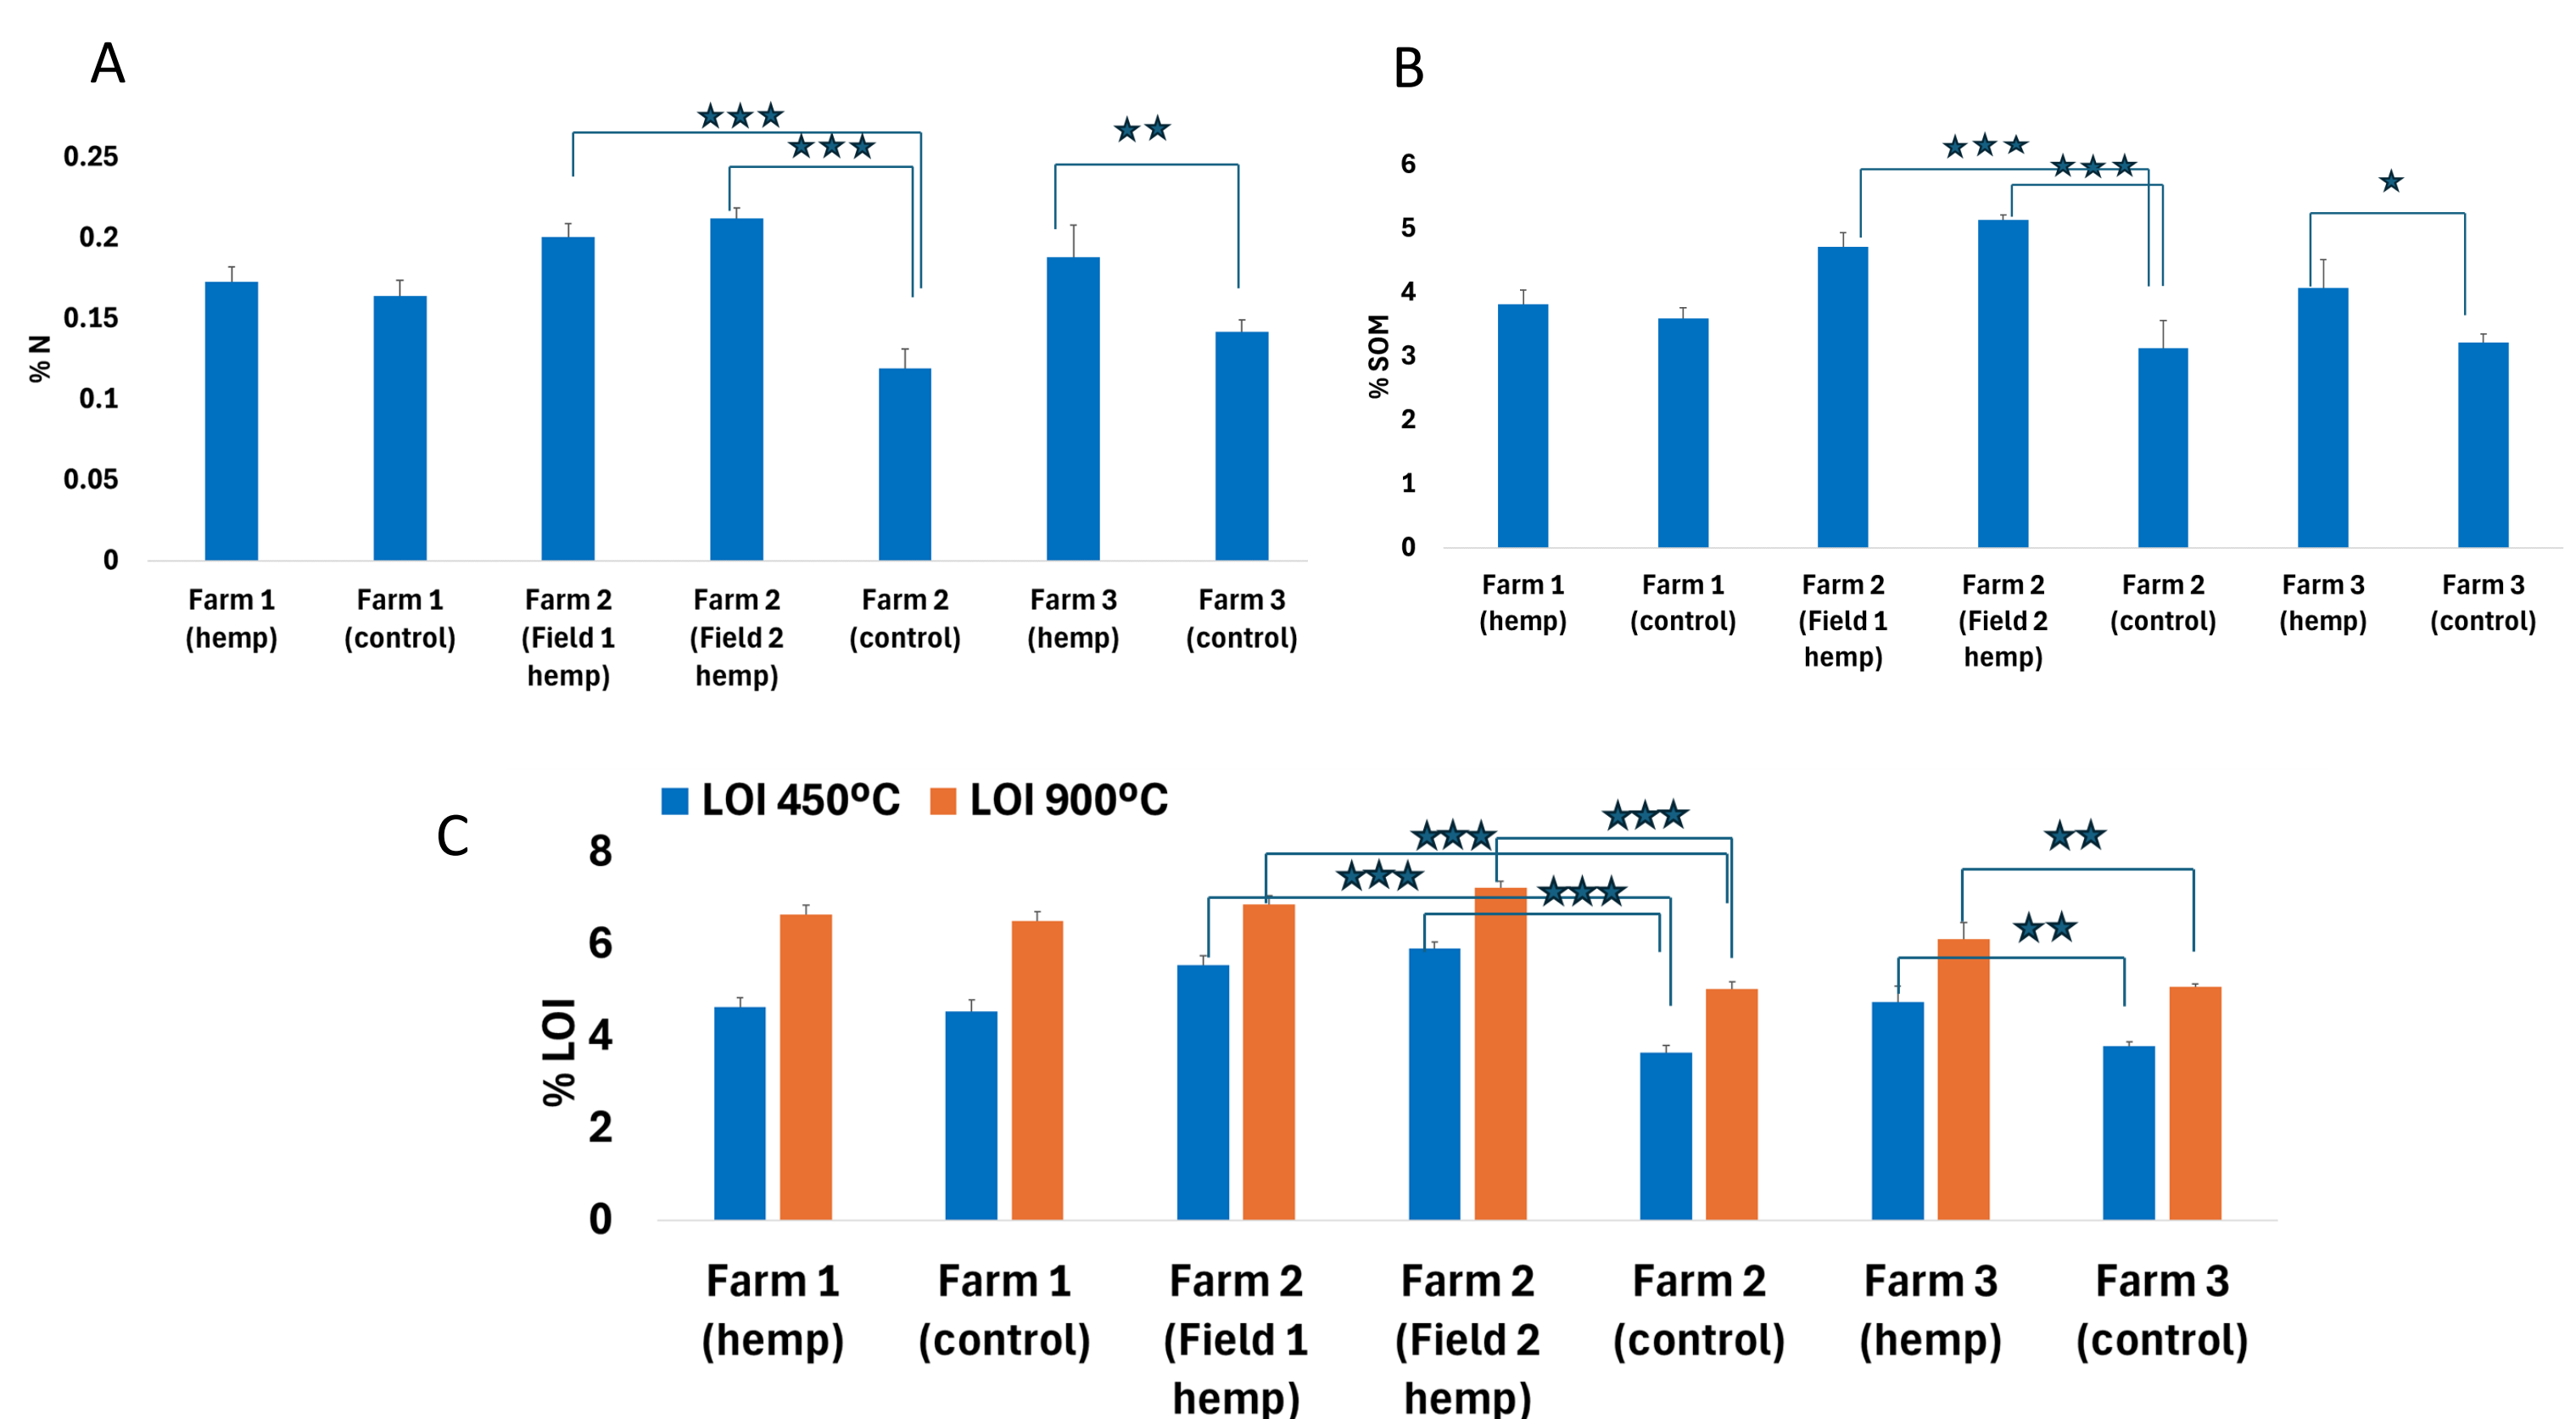 A
B
% N
0.25
0.2
0.15
0.1
0.05
0
Farm 1
(hemp)
Farm 1
(control)
Farm 2
(Field 1
hemp)
Farm 2
(Field 2
hemp)
Farm 2
(control)
Farm 3
(hemp)
Farm 3
(control)
% SOM
6
5
4
3
2
1
0
Farm 1
(hemp)
Farm 1
(control)
Farm 2
(Field 1
hemp)
Farm 2
(Field 2
hemp)
Farm 2
(control)
Farm 3
(hemp)
Farm 3
(control)
C
LOI 450ºC
LOI 900ºC
% LOI
8
6
4
2
0
Farm 1
(hemp)
Farm 1
(control)
Farm 2
(Field 1
hemp)
Farm 2
(Field 2
hemp)
Farm 2
(control)
Farm 3
(hemp)
Farm 3
(control)